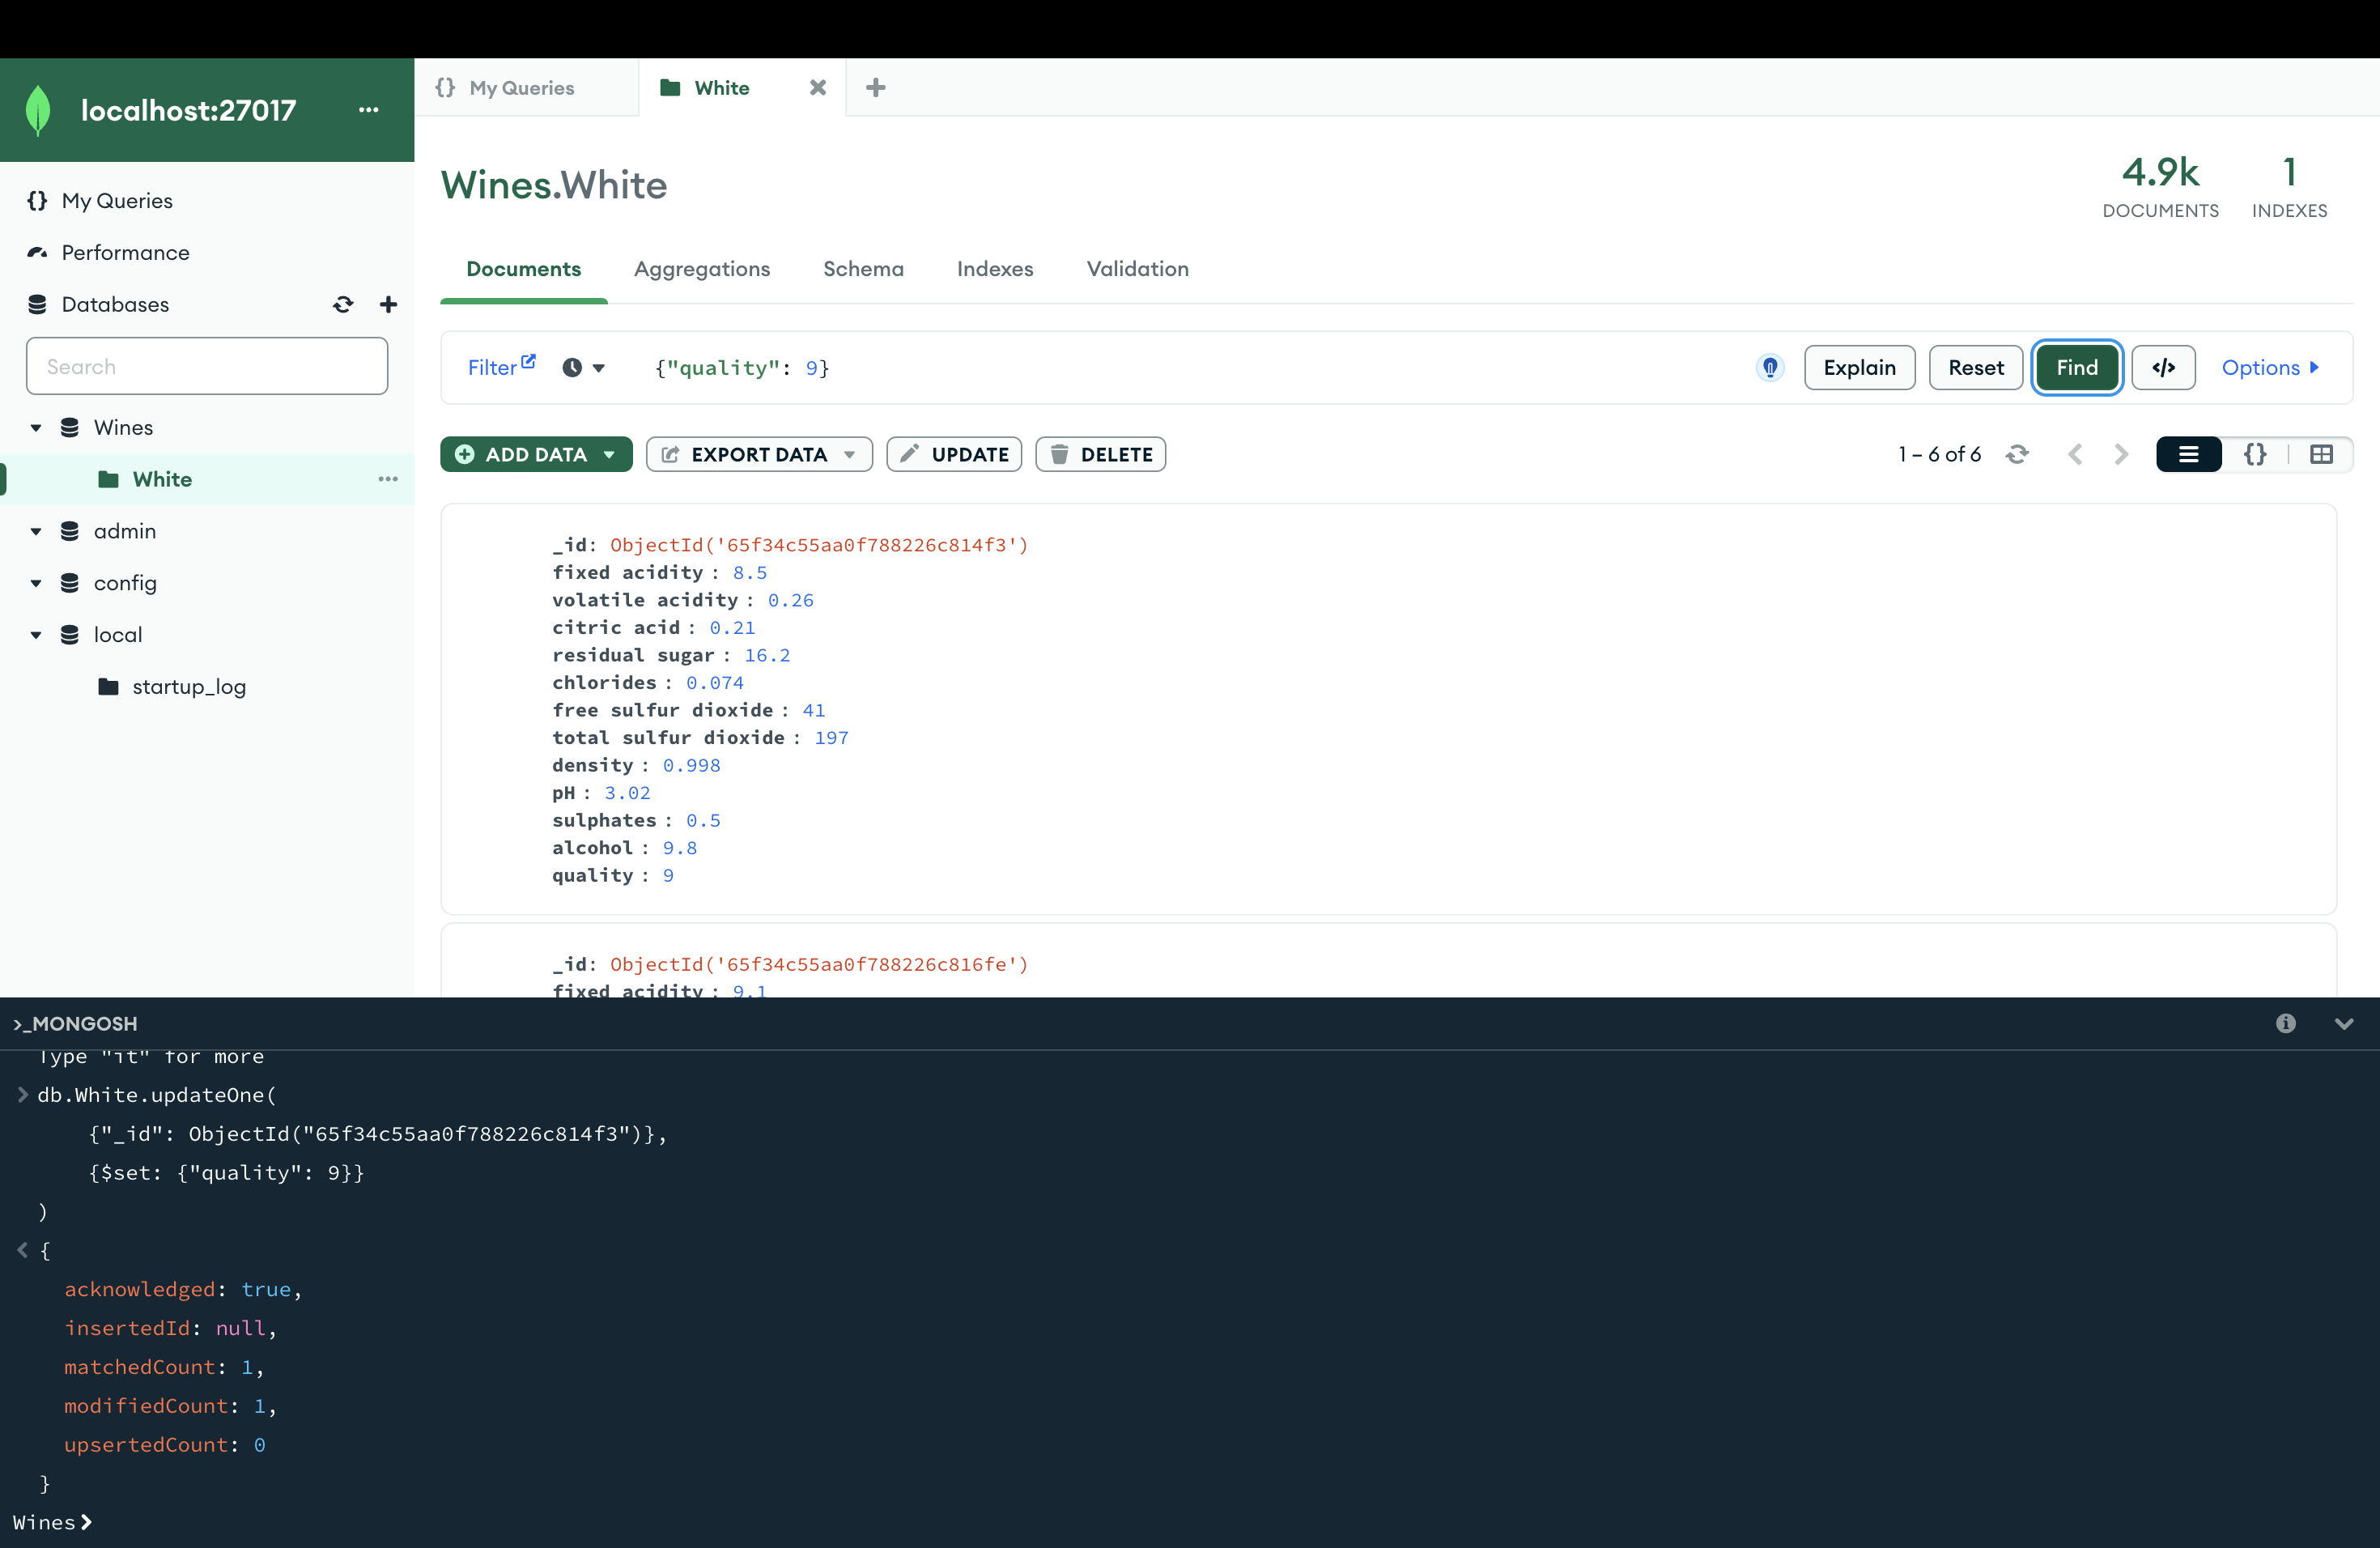 localhost:27017
My Queries
Performance
Databases
Search
Wines
White
admin
config
local
startup_log
{} My Queries
White
Wines.White
4.9k
DOCUMENTS
1
INDEXES
Documents Aggregations Schema Indexes Validation
Filter {"quality": 9} Explain Reset Find </> Options
ADD DATA EXPORT DATA UPDATE DELETE 1 – 6 of 6 {}
_id: ObjectId('65f34c55aa0f788226c814f3')
fixed acidity : 8.5
volatile acidity : 0.26
citric acid : 0.21
residual sugar : 16.2
chlorides : 0.074
free sulfur dioxide : 41
total sulfur dioxide : 197
density : 0.998
pH : 3.02
sulphates : 0.5
alcohol : 9.8
quality : 9
_id: ObjectId('65f34c55aa0f788226c816fe')
fixed acidity : 9.1
>_MONGOSH
Type "it" for more
> db.White.updateOne(
{"_id": ObjectId("65f34c55aa0f788226c814f3")},
{$set: {"quality": 9}}
)
< {
acknowledged: true,
insertedId: null,
matchedCount: 1,
modifiedCount: 1,
upsertedCount: 0
}
Wines>